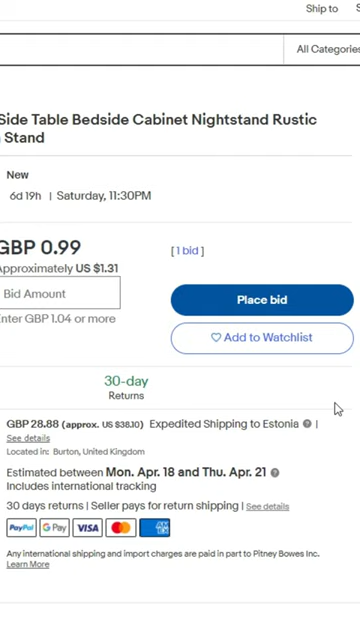 Ship to
All Categories
Side Table Bedside Cabinet Nightstand Rustic
Stand
New
6d 19h | Saturday, 11:30PM
GBP 0.99
[ 1 bid ]
Approximately US $1.31
Bid Amount
Place bid
Enter GBP 1.04 or more
Add to Watchlist
30-day
Returns
GBP 28.88 (approx. US $38.10) Expedited Shipping to Estonia ? |
See details
Located in: Burton, United Kingdom
Estimated between Mon. Apr. 18 and Thu. Apr. 21 ?
Includes international tracking
30 days returns | Seller pays for return shipping | See details
PayPal G Pay VISA AM EX
Any international shipping and import charges are paid in part to Pitney Bowes Inc.
Learn More